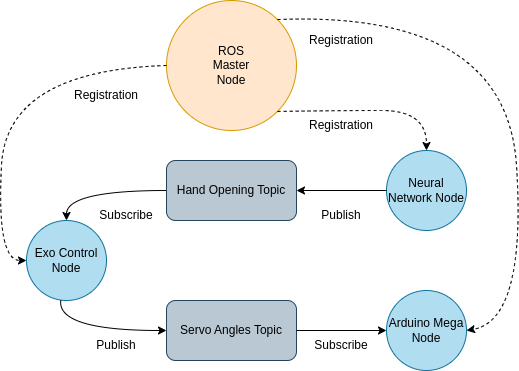 ROS
Master
Node
Registration
Registration
Registration
Hand Opening Topic
Neural
Network Node
Subscribe
Publish
Exo Control
Node
Servo Angles Topic
Arduino Mega
Node
Publish
Subscribe